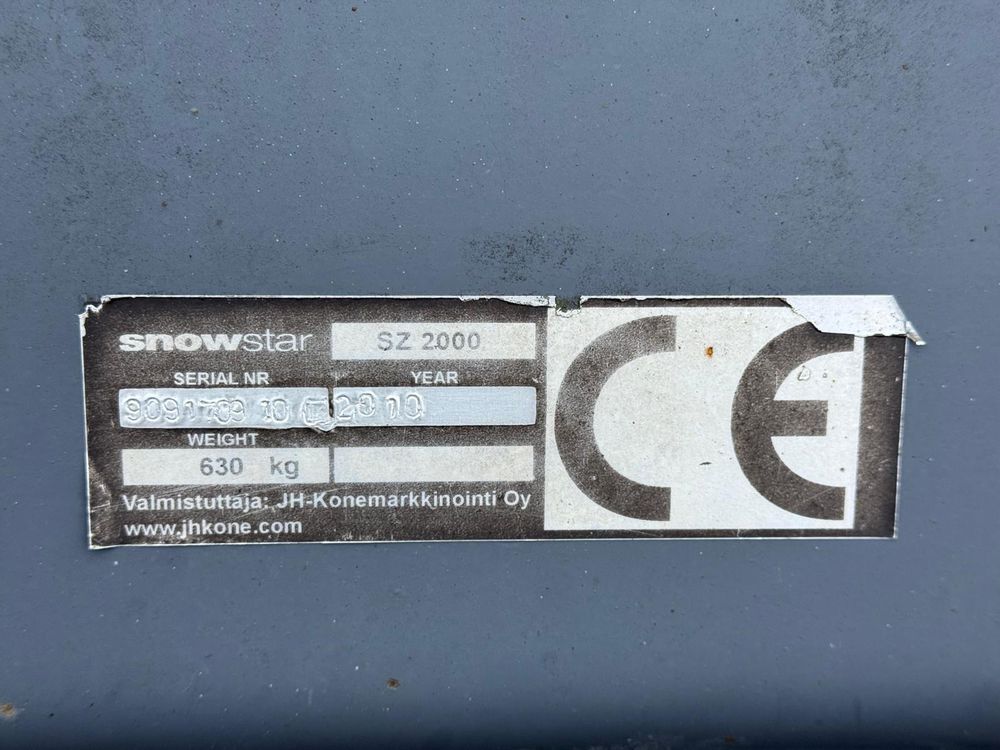 snowstar SZ 2000
SERIAL NR YEAR
2010
WEIGHT
630 kg
Valmistuttaja: JH-Konemarkkinointi Oy
www.jhkone.com
CE